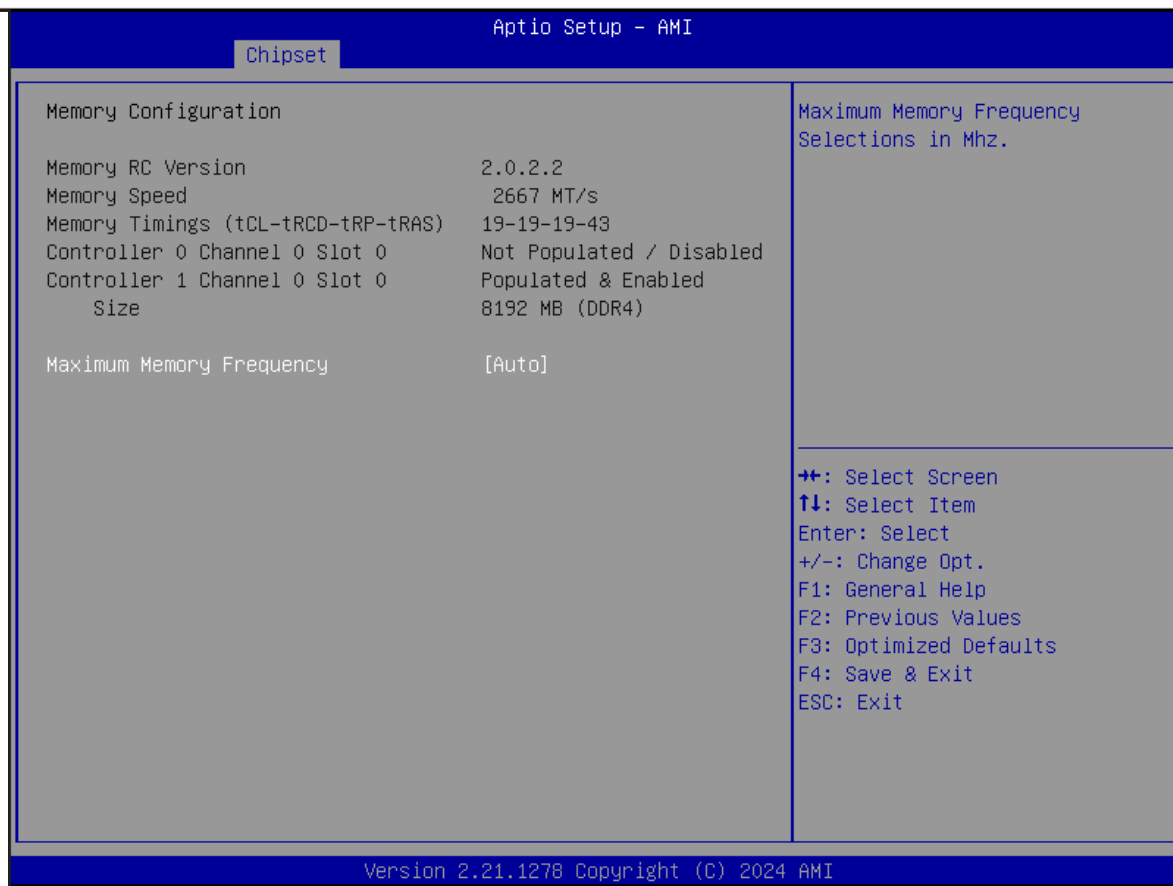 Aptio Setup – AMI
Chipset
Memory Configuration
Memory RC Version 2.0.2.2
Memory Speed 2667 MT/s
Memory Timings (tCL-tRCD-tRP-tRAS) 19-19-19-43
Controller 0 Channel 0 Slot 0 Not Populated / Disabled
Controller 1 Channel 0 Slot 0 Populated & Enabled
Size 8192 MB (DDR4)
Maximum Memory Frequency [Auto]
Maximum Memory Frequency
Selections in Mhz.
→←: Select Screen
↑↓: Select Item
Enter: Select
+/-: Change Opt.
F1: General Help
F2: Previous Values
F3: Optimized Defaults
F4: Save & Exit
ESC: Exit
Version 2.21.1278 Copyright (C) 2024 AMI